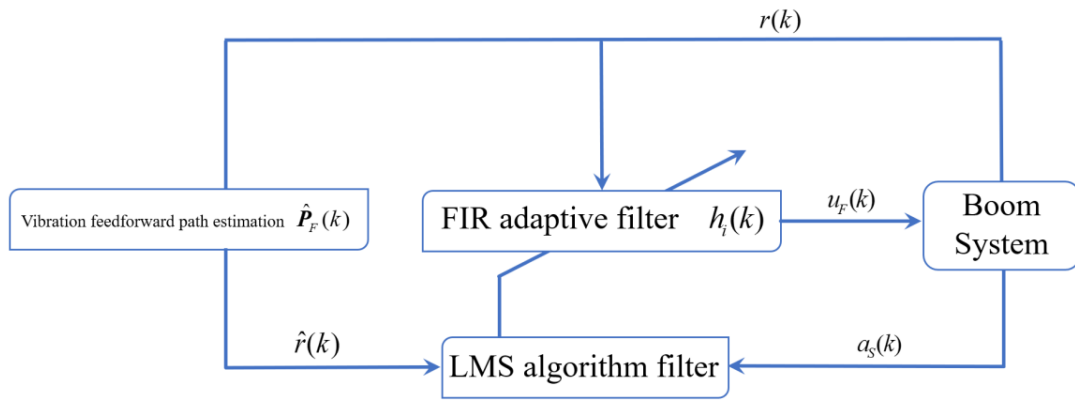 r(k)
Vibration feedforward path estimation P̂_F(k)
FIR adaptive filter h_i(k)
u_F(k)
Boom
System
r̂(k)
LMS algorithm filter
a_S(k)